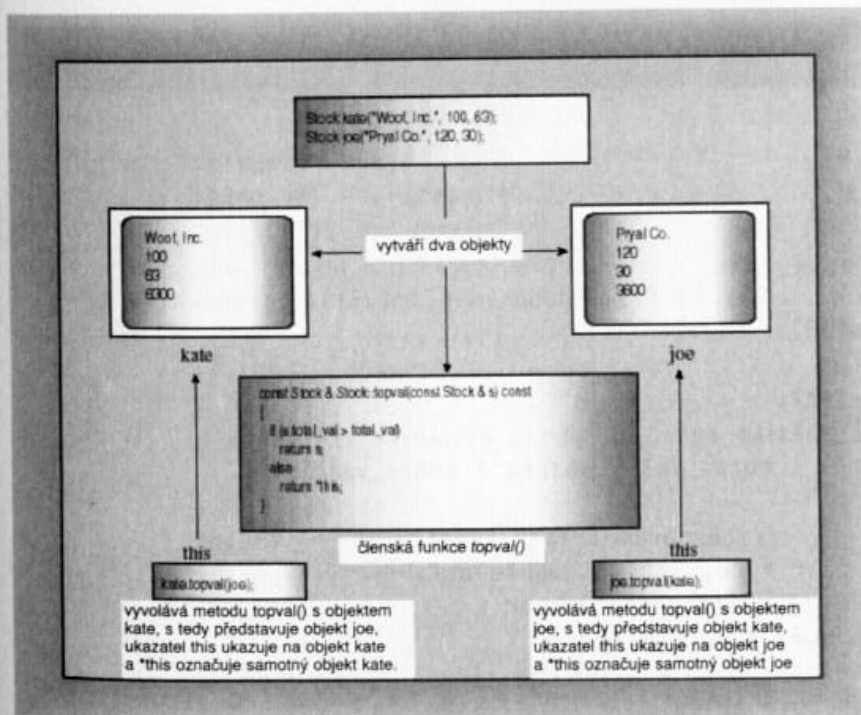 Stock kate("Woof, Inc.", 100, 63);
Stock joe("Pryal Co.", 120, 30);
Woof, Inc.
100
63
6300
kate
vytváří dva objekty
Pryal Co.
120
30
3600
joe
const Stock & Stock::topval(const Stock & s) const
{
if (s.total_val > total_val)
return s;
else
return *this;
}
členská funkce topval()
this
kate.topval(joe);
vyvolává metodu topval() s objektem
kate, s tedy představuje objekt joe,
ukazatel this ukazuje na objekt kate
a *this označuje samotný objekt kate.
this
joe.topval(kate);
vyvolává metodu topval() s objektem
joe, s tedy představuje objekt kate,
ukazatel this ukazuje na objekt joe
a *this označuje samotný objekt joe